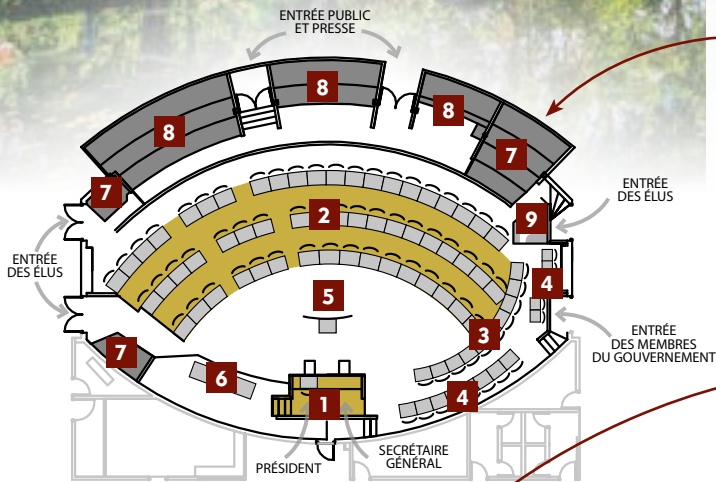 ENTRÉE PUBLIC
ET PRESSE
8
8
8
7
7
ENTRÉE
DES ÉLUS
9
2
ENTRÉE
DES ÉLUS
4
5
3
ENTRÉE
DES MEMBRES
DU GOUVERNEMENT
7
6
1
4
PRÉSIDENT
SECRÉTAIRE
GÉNÉRAL